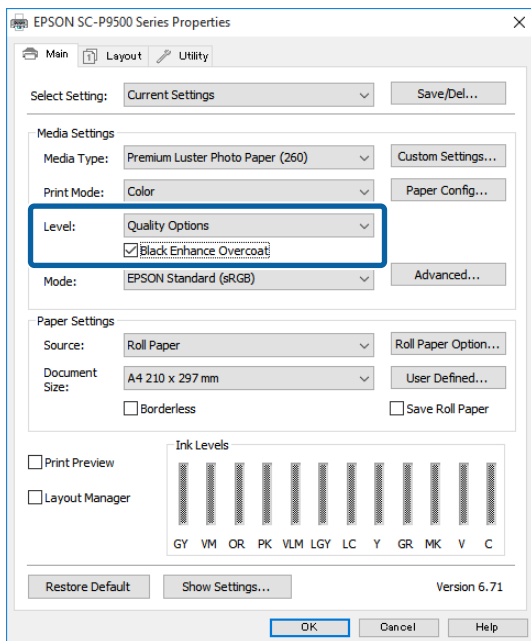 EPSON SC-P9500 Series Properties
Main
Layout
Utility
Select Setting: Current Settings Save/Del...
Media Settings
Media Type: Premium Luster Photo Paper (260) Custom Settings...
Print Mode: Color Paper Config...
Level: Quality Options
Black Enhance Overcoat
Mode: EPSON Standard (sRGB) Advanced...
Paper Settings
Source: Roll Paper Roll Paper Option...
Document
Size: A4 210 x 297 mm User Defined...
Borderless Save Roll Paper
Ink Levels
Print Preview
Layout Manager
GY VM OR PK VLM LGY LC Y GR MK V C
Restore Default Show Settings... Version 6.71
OK Cancel Help